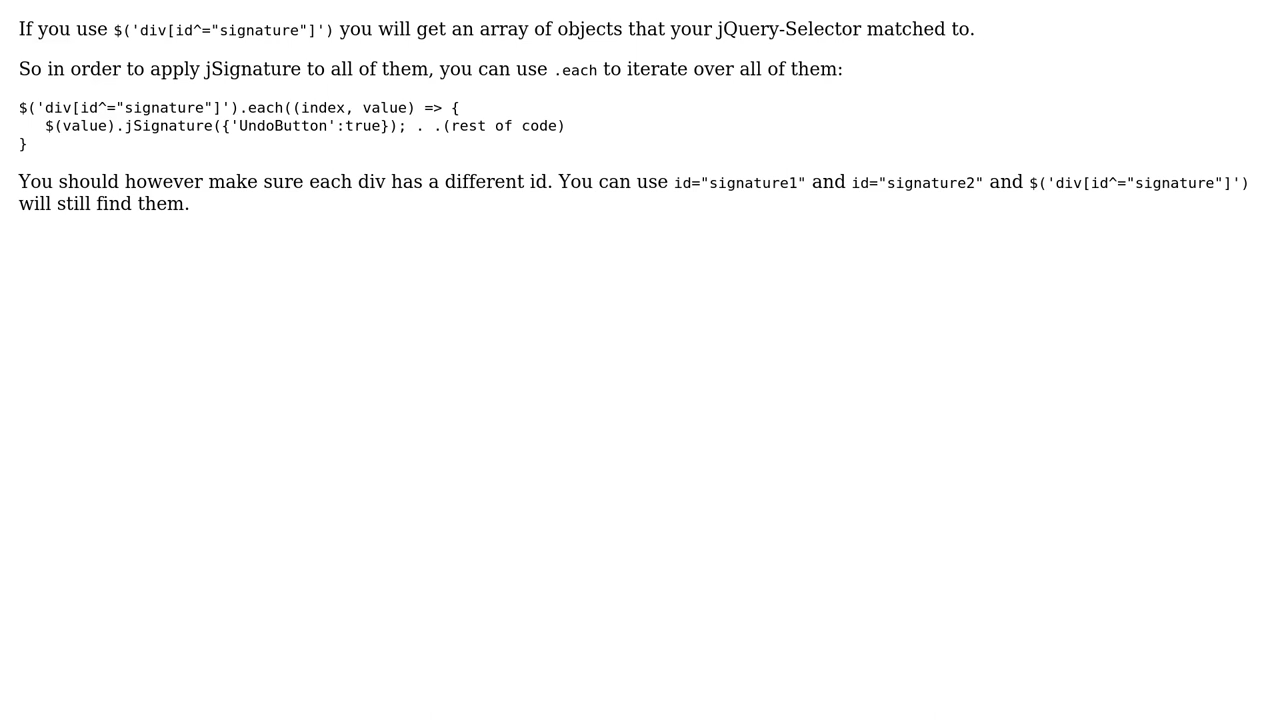 If you use $('div[id^="signature"]') you will get an array of objects that your jQuery-Selector matched to.
So in order to apply jSignature to all of them, you can use .each to iterate over all of them:
$('div[id^="signature"]').each((index, value) => {
   $(value).jSignature({'UndoButton':true}); . .(rest of code)
}
You should however make sure each div has a different id. You can use id="signature1" and id="signature2" and $('div[id^="signature"]')
will still find them.